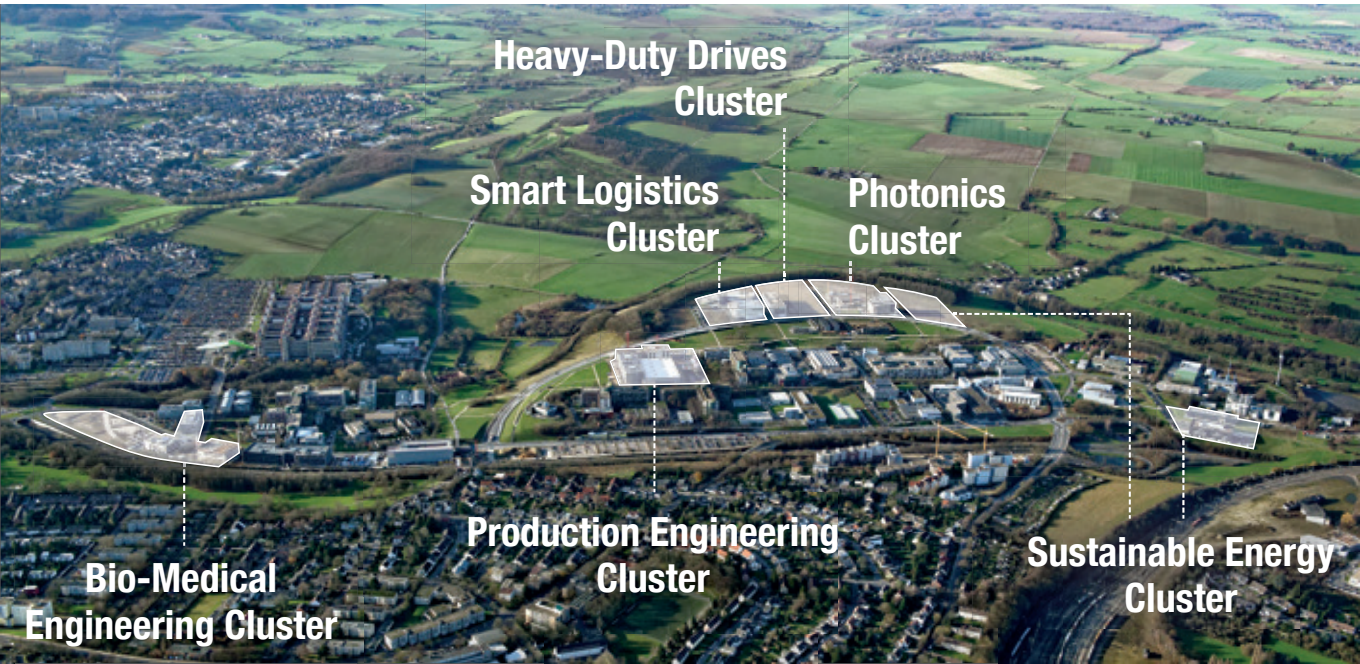 Heavy-Duty Drives
Cluster
Smart Logistics
Cluster
Photonics
Cluster
Production Engineering
Cluster
Sustainable Energy
Cluster
Bio-Medical
Engineering Cluster